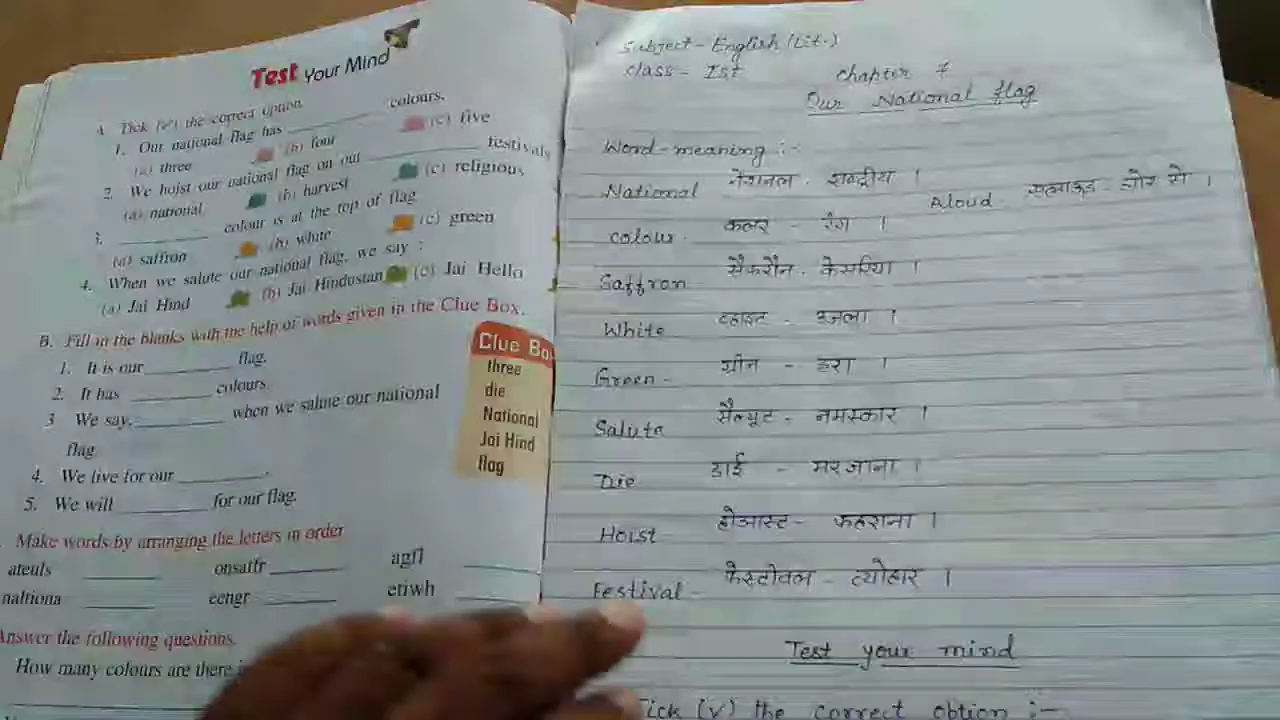 Test Your Mind
A. Tick (✓) the correct option.
1. Our national flag has ________ colours.
(a) three (b) four (c) five
2. We hoist our national flag on our ________ festivals
(a) national (b) harvest (c) religious
3. ________ colour is at the top of flag
(a) saffron (b) white (c) green
4. When we salute our national flag, we say :
(a) Jai Hind (b) Jai Hindustan (c) Jai Hello
B. Fill in the blanks with the help of words given in the Clue Box.
1. It is our ________ flag.
2. It has ________ colours.
3 We say, ________ when we salute our national
flag
4. We live for our ________.
5. We will ________ for our flag.
Clue Bo
three
die
National
Jai Hind
flag
Make words by arranging the letters in order
ateuls ________ onsatfr ________ agfl ________
naltiona ________ eengr ________ etiwh ________
Answer the following questions.
How many colours are there
Subject - English (Lit.)
Class - Ist Chapter 7
Our National flag
Word-meaning :-
National नेशनल - राष्ट्रीय ।
Aloud अलाउड - जोर से ।
Colour - कलर - रंग ।
Saffron सैफरौन - केसरिया ।
White व्हाइट - उजला ।
Green - ग्रीन - हरा ।
Salute सैल्यूट - नमस्कार ।
Die डाई - मरजाना ।
Hoist होआस्ट - फहराना ।
Festival - फेस्टीवल - त्योहार ।
Test your mind
Tick (✓) the correct option :-